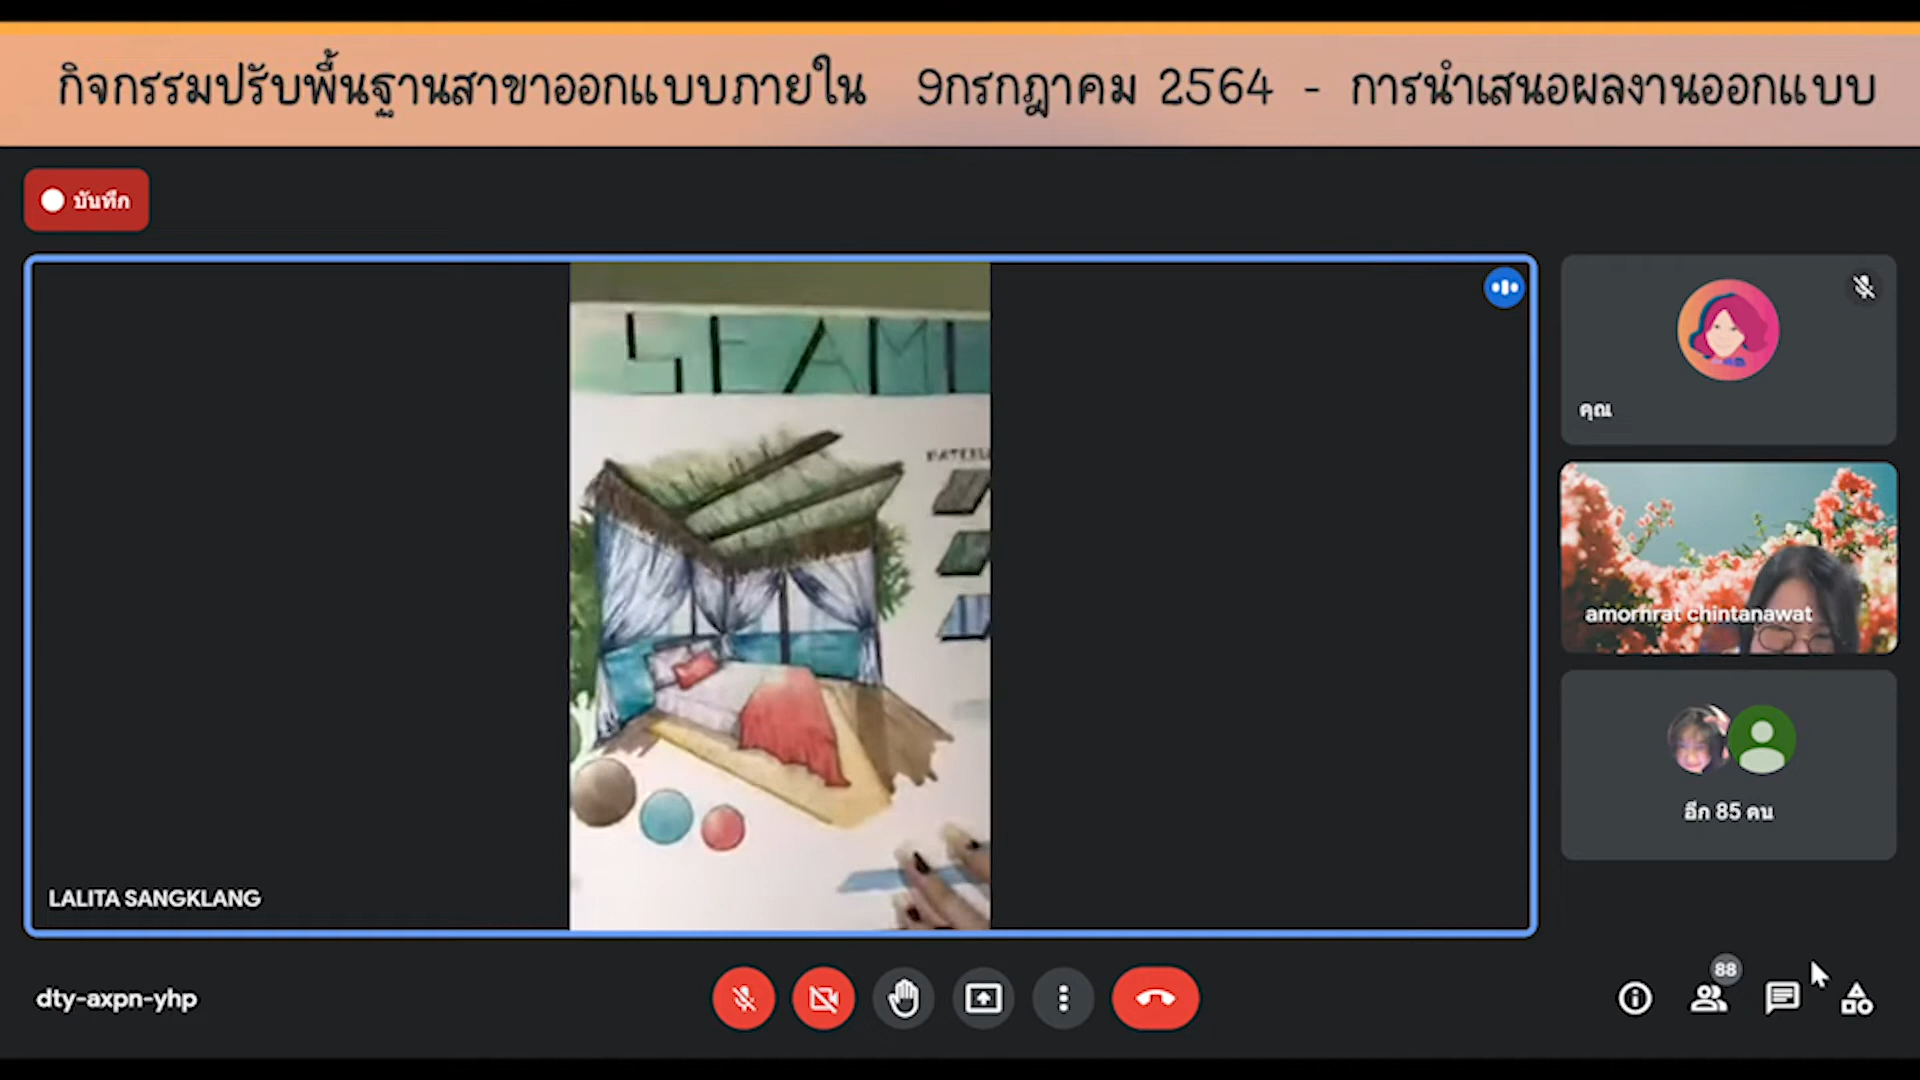 กิจกรรมปรับพื้นฐานสาขาออกแบบภายใน 9กรกฎาคม 2564 - การนำเสนอผลงานออกแบบ
บันทึก
คุณ
amornrat chintanawat
อีก 85 คน
LALITA SANGKLANG
dty-axpn-yhp
88